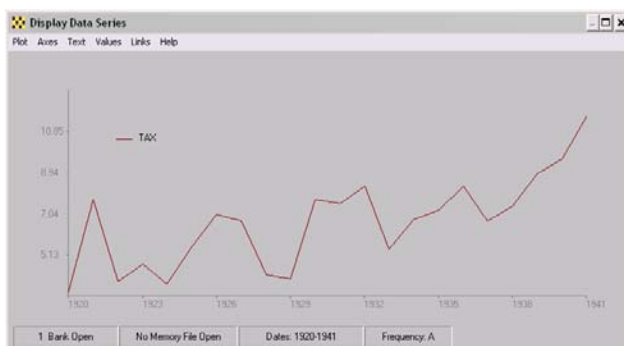 Display Data Series
Plot Axes Text Values Links Help
TAX
10.85
8.94
7.04
5.13
1920 1923 1926 1929 1932 1935 1938 1941
1 Bank Open No Memory File Open Dates: 1920-1941 Frequency: A